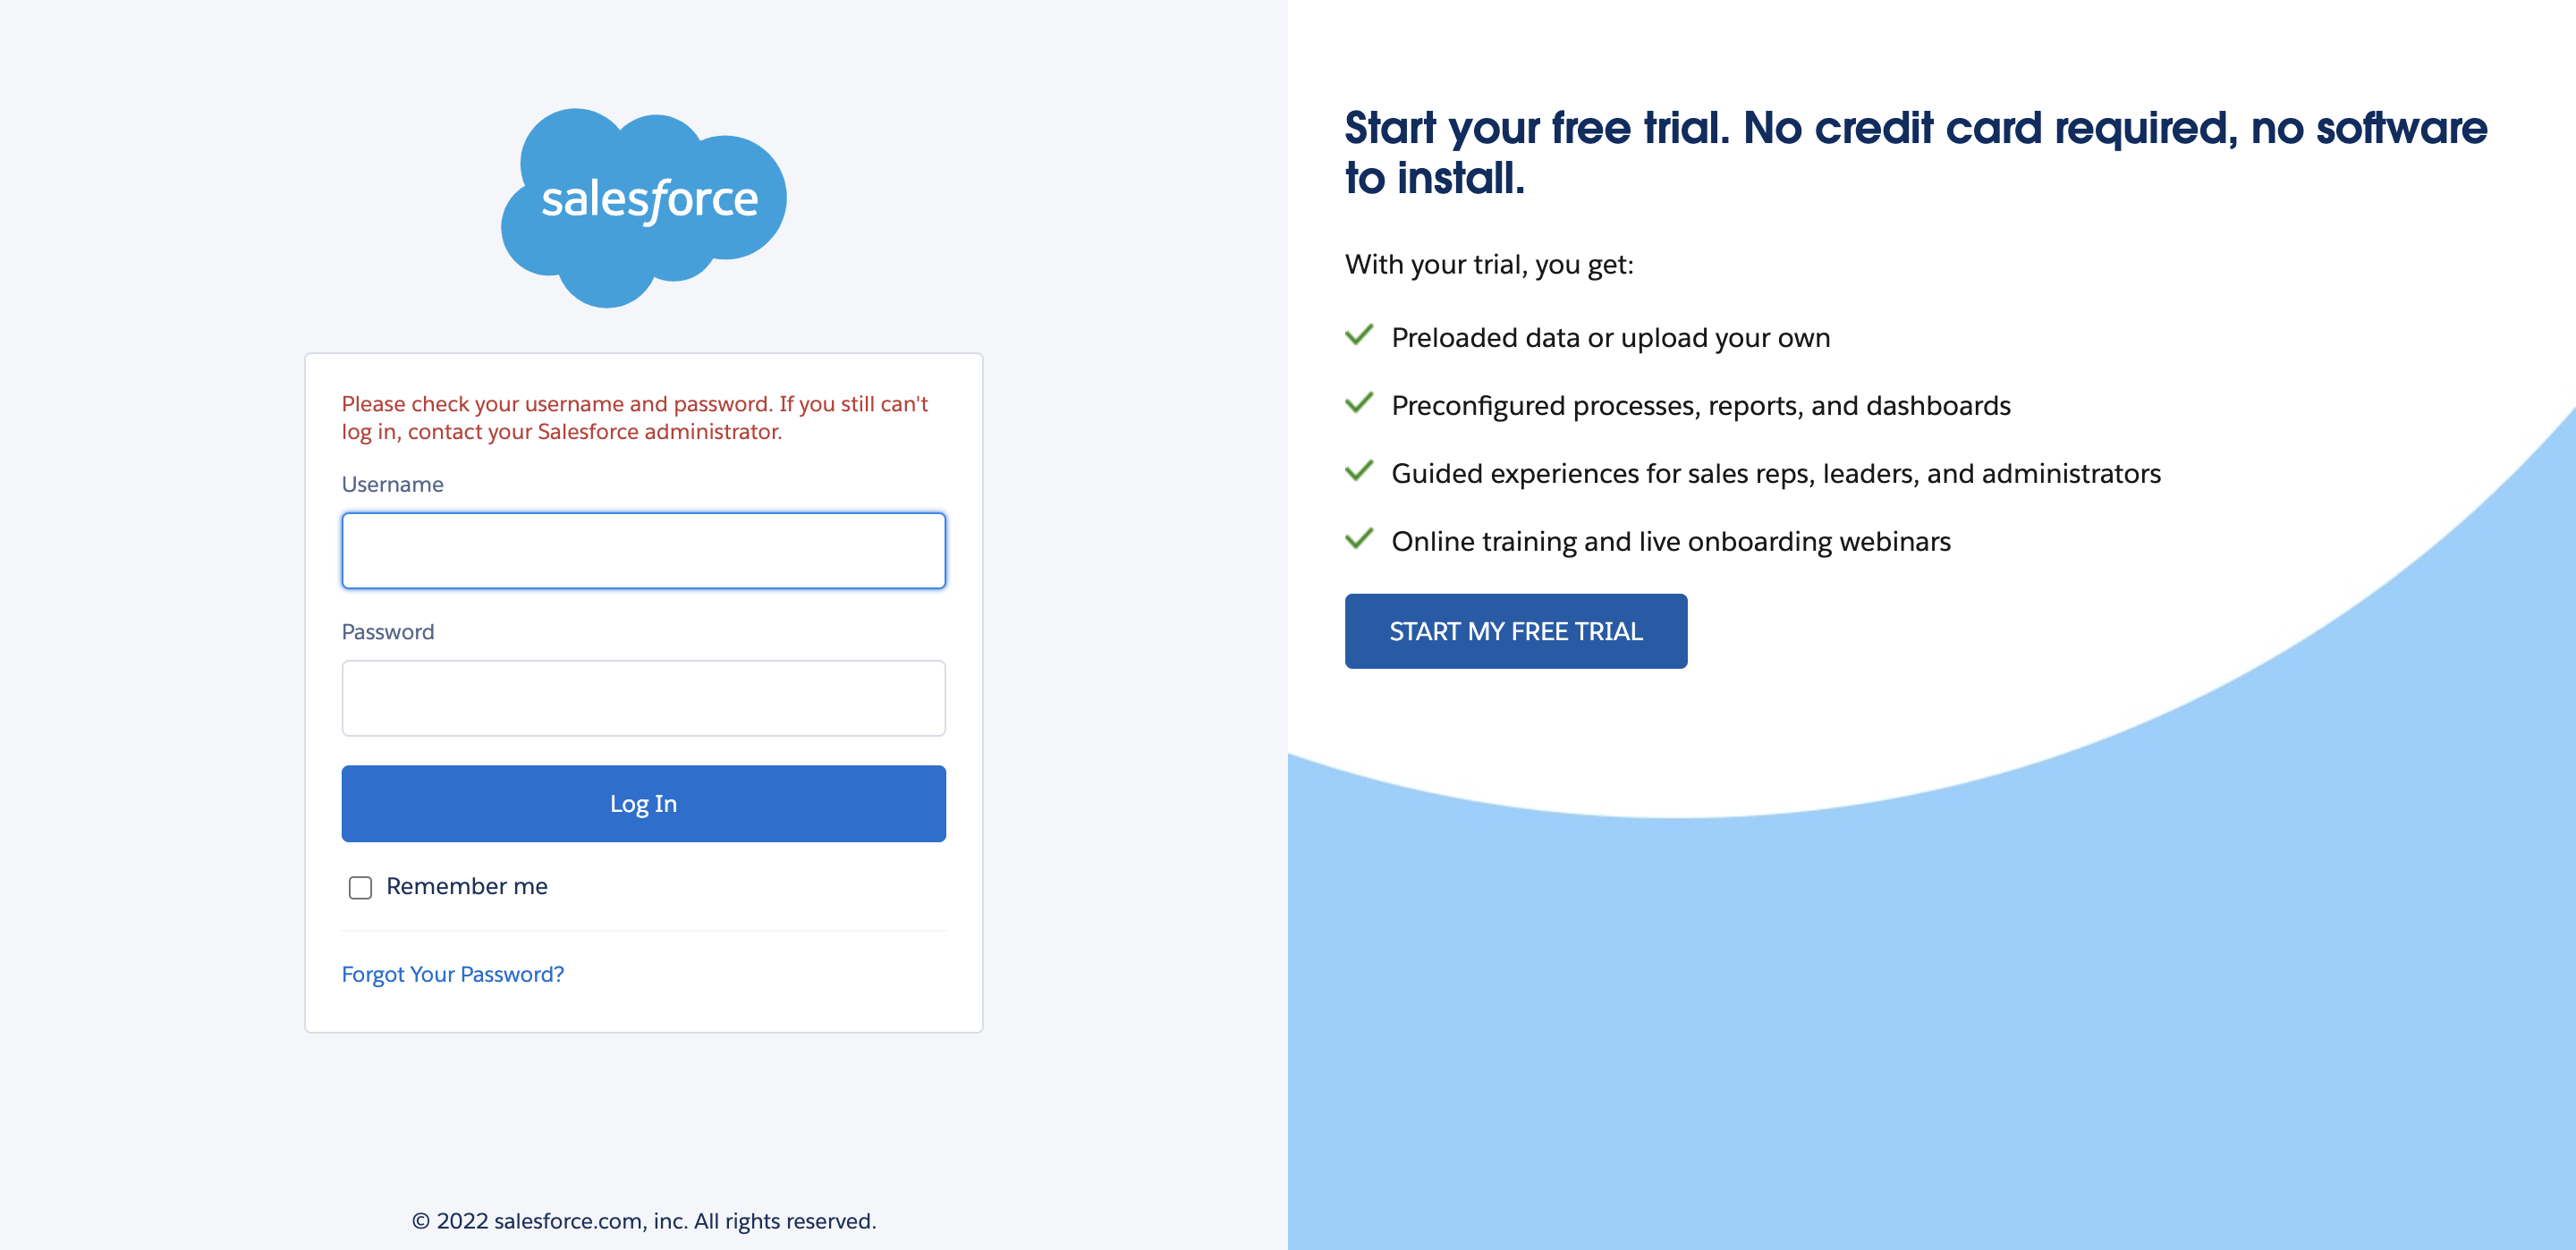 salesforce
Please check your username and password. If you still can't
log in, contact your Salesforce administrator.
Username
Password
Log In
Remember me
Forgot Your Password?
© 2022 salesforce.com, inc. All rights reserved.
Start your free trial. No credit card required, no software
to install.
With your trial, you get:
Preloaded data or upload your own
Preconfigured processes, reports, and dashboards
Guided experiences for sales reps, leaders, and administrators
Online training and live onboarding webinars
START MY FREE TRIAL